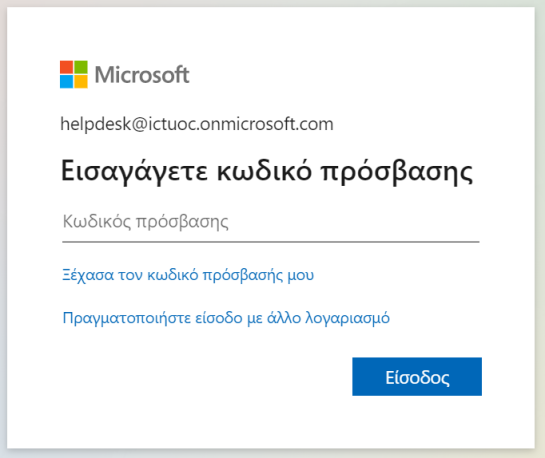 Microsoft
helpdesk@ictuoc.onmicrosoft.com
Εισαγάγετε κωδικό πρόσβασης
Κωδικός πρόσβασης
Ξέχασα τον κωδικό πρόσβασής μου
Πραγματοποιήστε είσοδο με άλλο λογαριασμό
Είσοδος